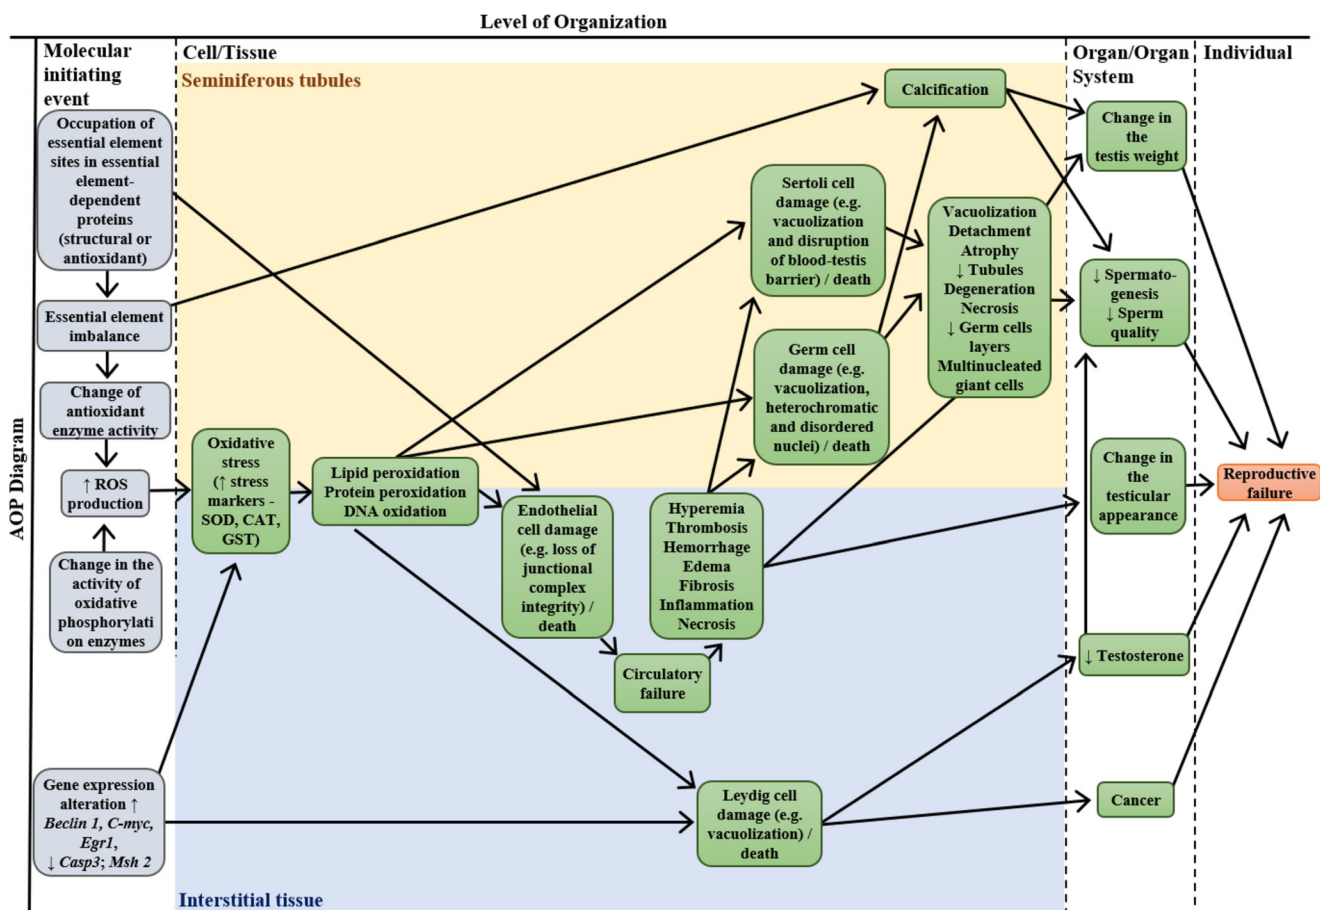 Level of Organization
AOP Diagram
Molecular
initiating
event
Cell/Tissue
Organ/Organ
System
Individual
Seminiferous tubules
Interstitial tissue
Occupation of
essential element
sites in essential
element-
dependent
proteins
(structural or
antioxidant)
Essential element
imbalance
Change of
antioxidant
enzyme activity
↑ ROS
production
Change in the
activity of
oxidative
phosphorylati
on enzymes
Gene expression
alteration ↑
Beclin 1, C-myc,
Egr1,
↓ Casp3; Msh 2
Oxidative
stress
(↑ stress
markers -
SOD, CAT,
GST)
Lipid peroxidation
Protein peroxidation
DNA oxidation
Endothelial
cell damage
(e.g. loss of
junctional
complex
integrity) /
death
Circulatory
failure
Hyperemia
Thrombosis
Hemorrhage
Edema
Fibrosis
Inflammation
Necrosis
Leydig cell
damage (e.g.
vacuolization) /
death
Sertoli cell
damage (e.g.
vacuolization
and disruption
of blood-testis
barrier) / death
Germ cell
damage (e.g.
vacuolization,
heterochromatic
and disordered
nuclei) / death
Calcification
Vacuolization
Detachment
Atrophy
↓ Tubules
Degeneration
Necrosis
↓ Germ cells
layers
Multinucleated
giant cells
Change in
the
testis weight
↓ Spermato-
genesis
↓ Sperm
quality
Change in
the
testicular
appearance
↓ Testosterone
Cancer
Reproductive
failure